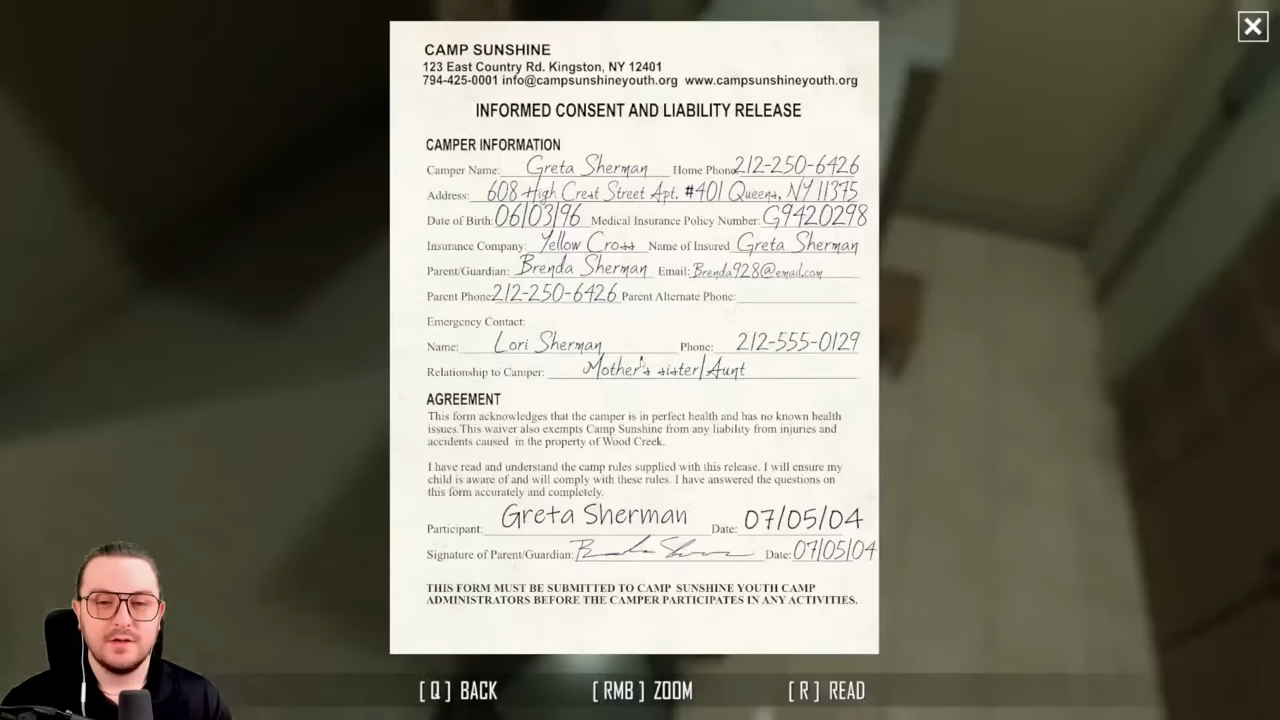 CAMP SUNSHINE
123 East Country Rd. Kingston, NY 12401
794-425-0001 info@campsunshineyouth.org www.campsunshineyouth.org
INFORMED CONSENT AND LIABILITY RELEASE
CAMPER INFORMATION
Camper Name: Greta Sherman Home Phone 212-250-6426
Address: 608 High Crest Street Apt. #401 Queens, NY 11375
Date of Birth: 06/03/96 Medical Insurance Policy Number: G9420298
Insurance Company: Yellow Cross Name of Insured Greta Sherman
Parent/Guardian: Brenda Sherman Email: Brenda928@email.com
Parent Phone: 212-250-6426 Parent Alternate Phone:
Emergency Contact:
Name: Lori Sherman Phone: 212-555-0129
Relationship to Camper: Mother's sister/Aunt
AGREEMENT
This form acknowledges that the camper is in perfect health and has no known health
issues.This waiver also exempts Camp Sunshine from any liability from injuries and
accidents caused in the property of Wood Creek.
I have read and understand the camp rules supplied with this release. I will ensure my
child is aware of and will comply with these rules. I have answered the questions on
this form accurately and completely.
Participant: Greta Sherman Date: 07/05/04
Signature of Parent/Guardian: Brenda Sherman Date: 07/05/04
THIS FORM MUST BE SUBMITTED TO CAMP SUNSHINE YOUTH CAMP
ADMINISTRATORS BEFORE THE CAMPER PARTICIPATES IN ANY ACTIVITIES.
[Q] BACK [RMB] ZOOM [R] READ